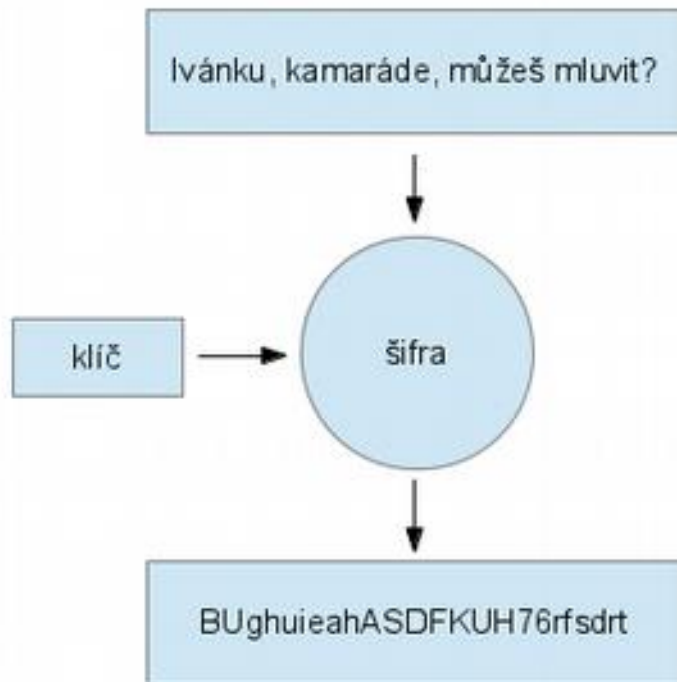 Ivánku, kamaráde, můžeš mluvit?
klíč
šifra
BUghuieahASDFKUH76rfsdrt